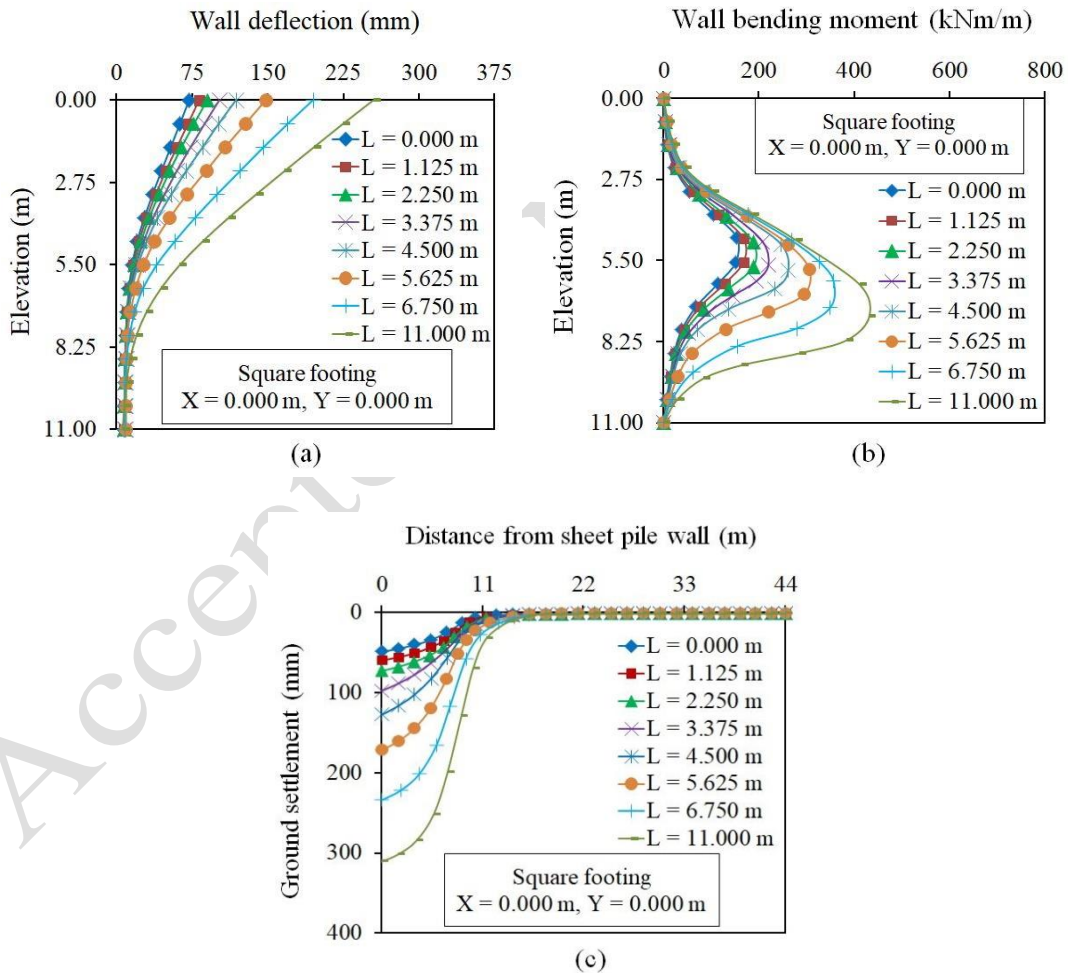 Wall deflection (mm)
0 75 150 225 300 375
0.00
2.75
5.50
8.25
11.00
Elevation (m)
L = 0.000 m
L = 1.125 m
L = 2.250 m
L = 3.375 m
L = 4.500 m
L = 5.625 m
L = 6.750 m
L = 11.000 m
Square footing
X = 0.000 m, Y = 0.000 m
(a)
Wall bending moment (kNm/m)
0 200 400 600 800
0.00
2.75
5.50
8.25
11.00
Elevation (m)
Square footing
X = 0.000 m, Y = 0.000 m
L = 0.000 m
L = 1.125 m
L = 2.250 m
L = 3.375 m
L = 4.500 m
L = 5.625 m
L = 6.750 m
L = 11.000 m
(b)
Distance from sheet pile wall (m)
0 11 22 33 44
0
100
200
300
400
Ground settlement (mm)
L = 0.000 m
L = 1.125 m
L = 2.250 m
L = 3.375 m
L = 4.500 m
L = 5.625 m
L = 6.750 m
L = 11.000 m
Square footing
X = 0.000 m, Y = 0.000 m
(c)